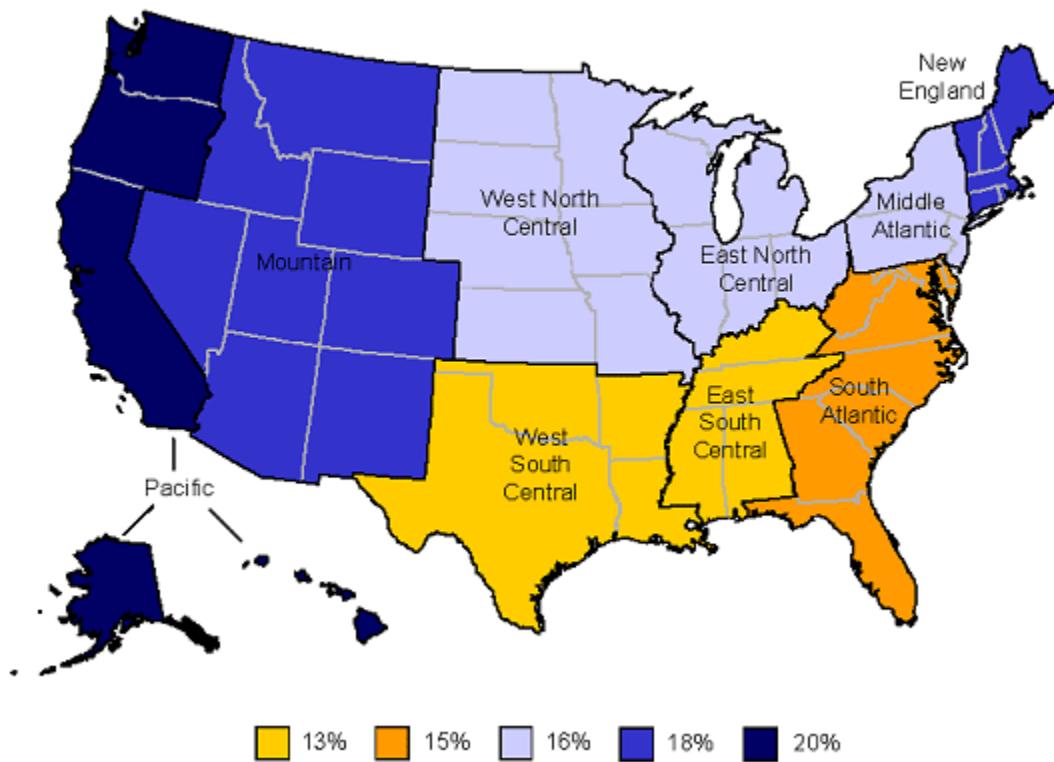 New
England
West North
Central
Middle
Atlantic
East North
Central
Mountain
East
South
Central
South
Atlantic
West
South
Central
Pacific
13%
15%
16%
18%
20%